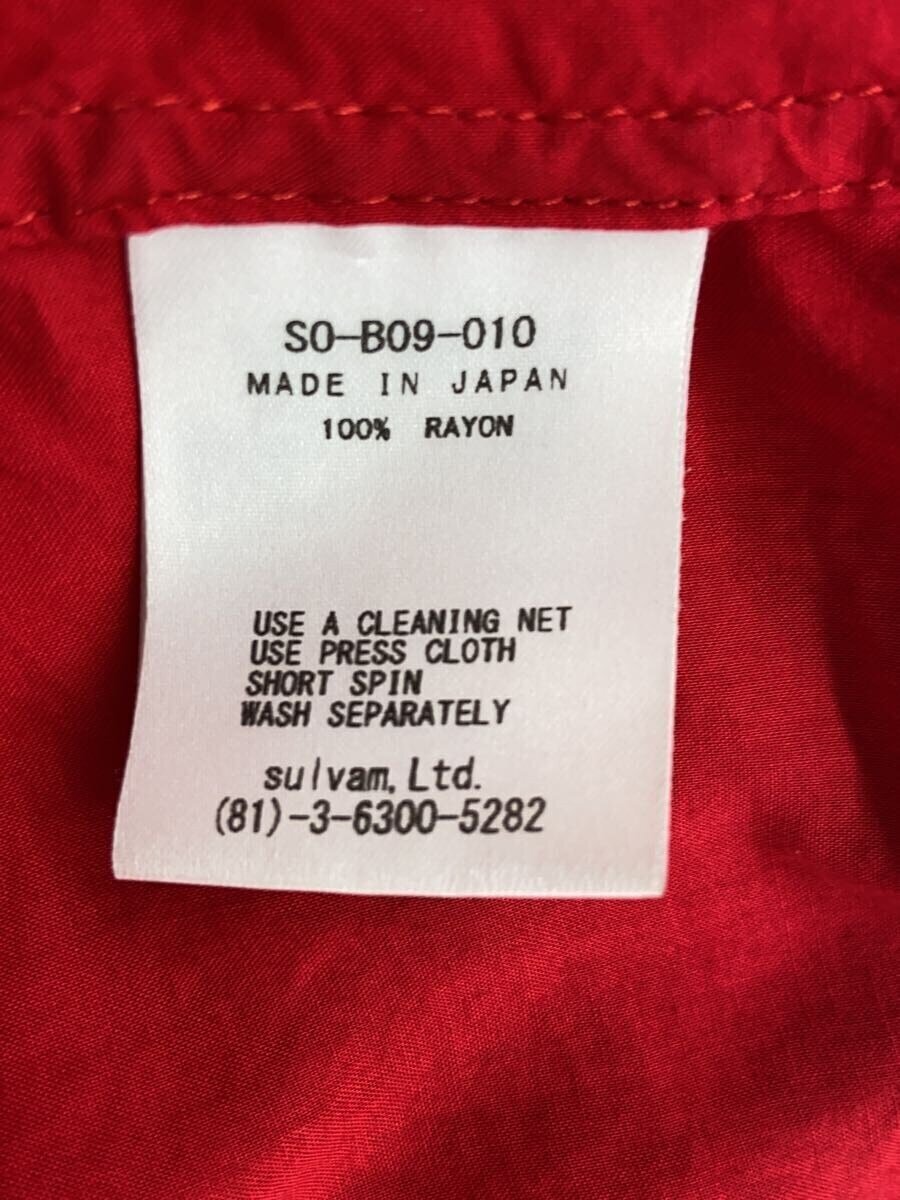 SO-B09-010
MADE IN JAPAN
100% RAYON
USE A CLEANING NET
USE PRESS CLOTH
SHORT SPIN
WASH SEPARATELY
sulvam, Ltd.
(81)-3-6300-5282